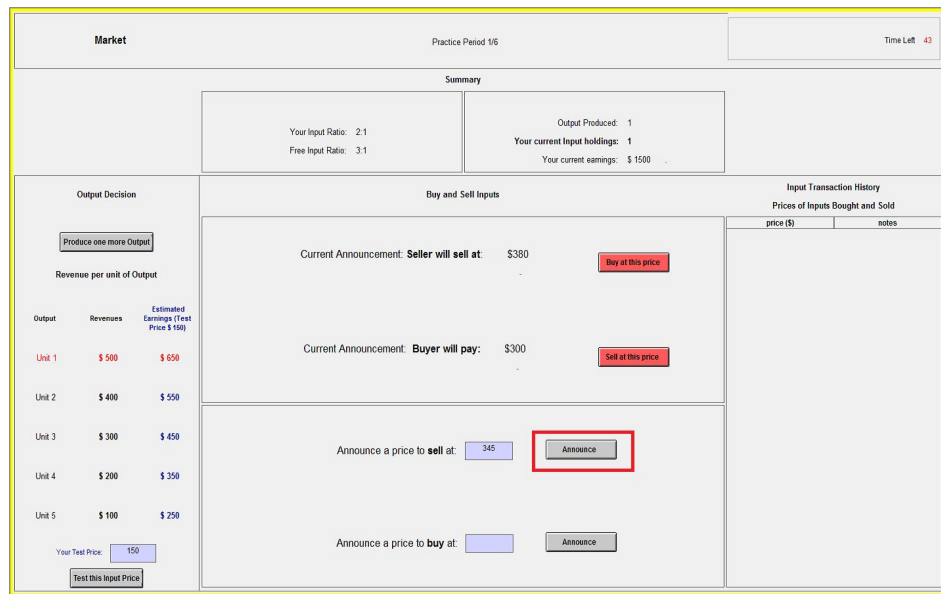 Market
Practice Period 1/6
Time Left 43
Summary
Your Input Ratio: 2:1
Free Input Ratio: 3:1
Output Produced: 1
Your current Input holdings: 1
Your current earnings: $ 1500
Output Decision
Produce one more Output
Revenue per unit of Output
Output Revenues Estimated Earnings (Test Price $ 150)
Unit 1 $ 500 $ 650
Unit 2 $ 400 $ 550
Unit 3 $ 300 $ 450
Unit 4 $ 200 $ 350
Unit 5 $ 100 $ 250
Your Test Price: 150
Test this Input Price
Buy and Sell Inputs
Current Announcement: Seller will sell at: $380
Buy at this price
Current Announcement: Buyer will pay: $300
Sell at this price
Announce a price to sell at: 345 Announce
Announce a price to buy at: Announce
Input Transaction History
Prices of Inputs Bought and Sold
price ($) notes